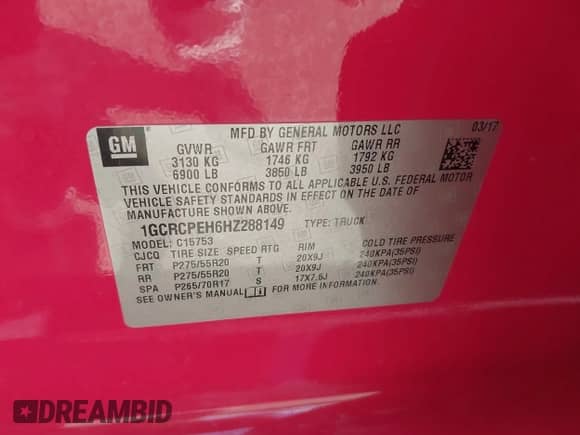 MFD BY GENERAL MOTORS LLC 03/17
GM GVWR GAWR FRT GAWR RR
3130 KG 1746 KG 1792 KG
6900 LB 3850 LB 3950 LB
THIS VEHICLE CONFORMS TO ALL APPLICABLE U.S. FEDERAL MOTOR
VEHICLE SAFETY STANDARDS IN EFFECT ON THE DATE OF
MANUFACTURE SHOWN ABOVE.
1GCRCPEH6HZ288149 TYPE: TRUCK
MODEL: C15753
CJCQ TIRE SIZE SPEED RTG RIM COLD TIRE PRESSURE
FRT P275/55R20 T 20X9J 240KPA(35PSI)
RR P275/55R20 T 20X9J 240KPA(35PSI)
SPA P265/70R17 S 17X7.5J 240KPA(35PSI)
SEE OWNER'S MANUAL FOR MORE INFORMATION.
DREAMBID